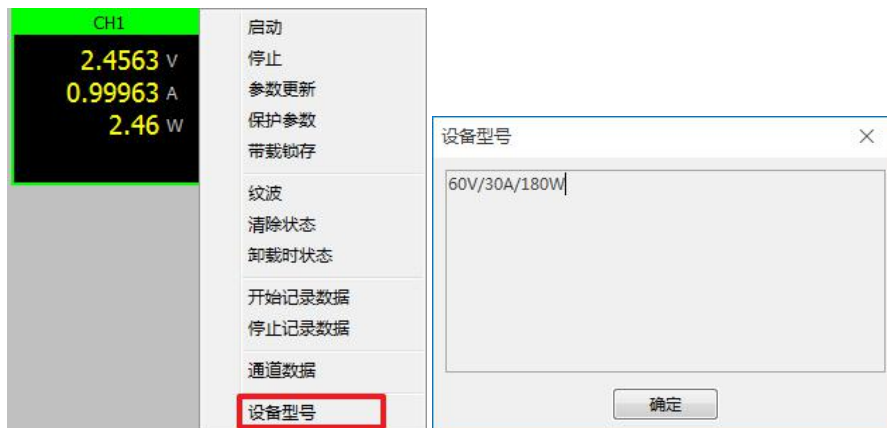 CH1
2.4563 V
0.99963 A
2.46 W
启动
停止
参数更新
保护参数
带载锁存
纹波
清除状态
卸载时状态
开始记录数据
停止记录数据
通道数据
设备型号
设备型号
60V/30A/180W
确定